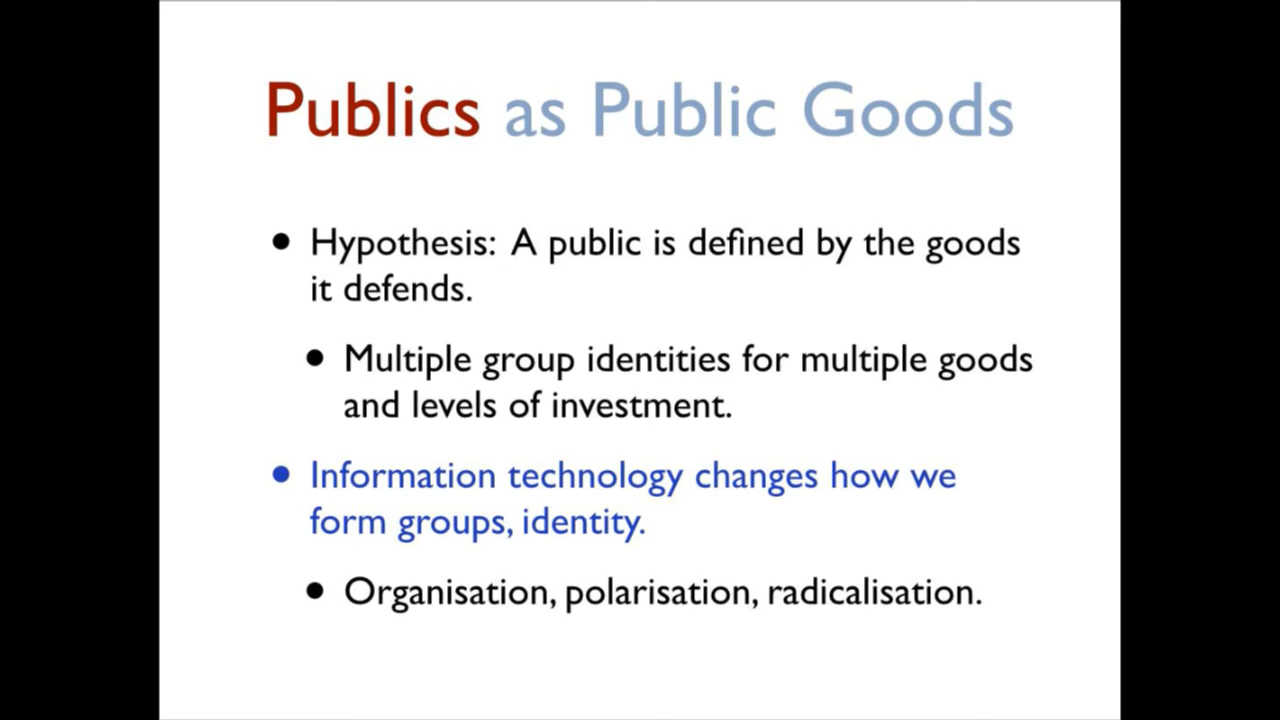 Publics as Public Goods
• Hypothesis: A public is defined by the goods
it defends.
• Multiple group identities for multiple goods
and levels of investment.
• Information technology changes how we
form groups, identity.
• Organisation, polarisation, radicalisation.